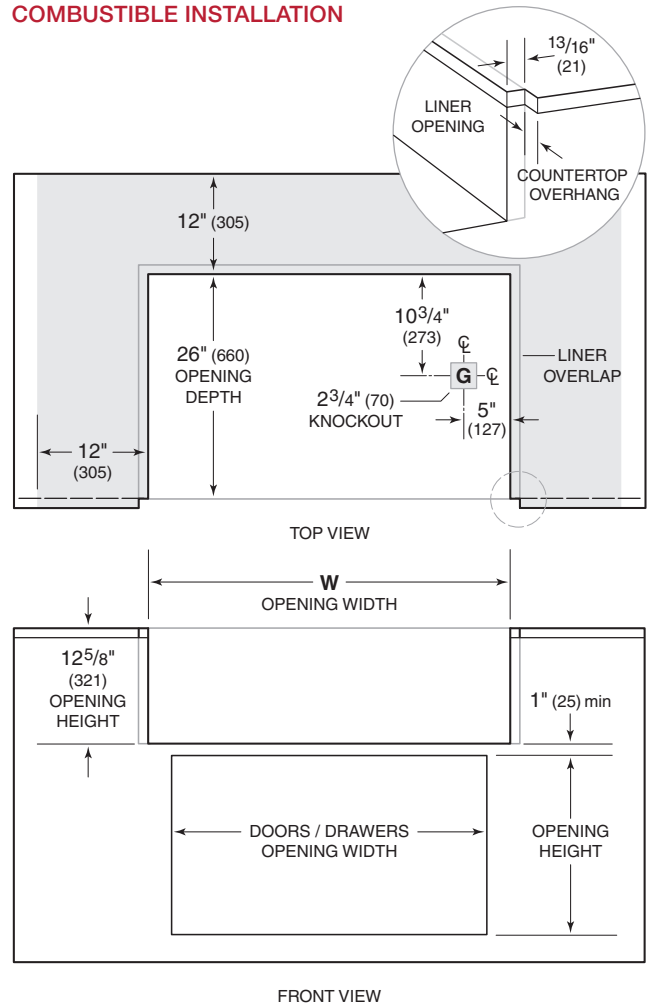 COMBUSTIBLE INSTALLATION
13/16"
(21)
LINER
OPENING
COUNTERTOP
OVERHANG
12" (305)
10 3/4"
(273)
℄
G
℄
26" (660)
OPENING
DEPTH
LINER
OVERLAP
2 3/4" (70)
KNOCKOUT
5"
(127)
12"
(305)
TOP VIEW
W
OPENING WIDTH
12 5/8"
(321)
OPENING
HEIGHT
1" (25) min
DOORS / DRAWERS
OPENING WIDTH
OPENING
HEIGHT
FRONT VIEW